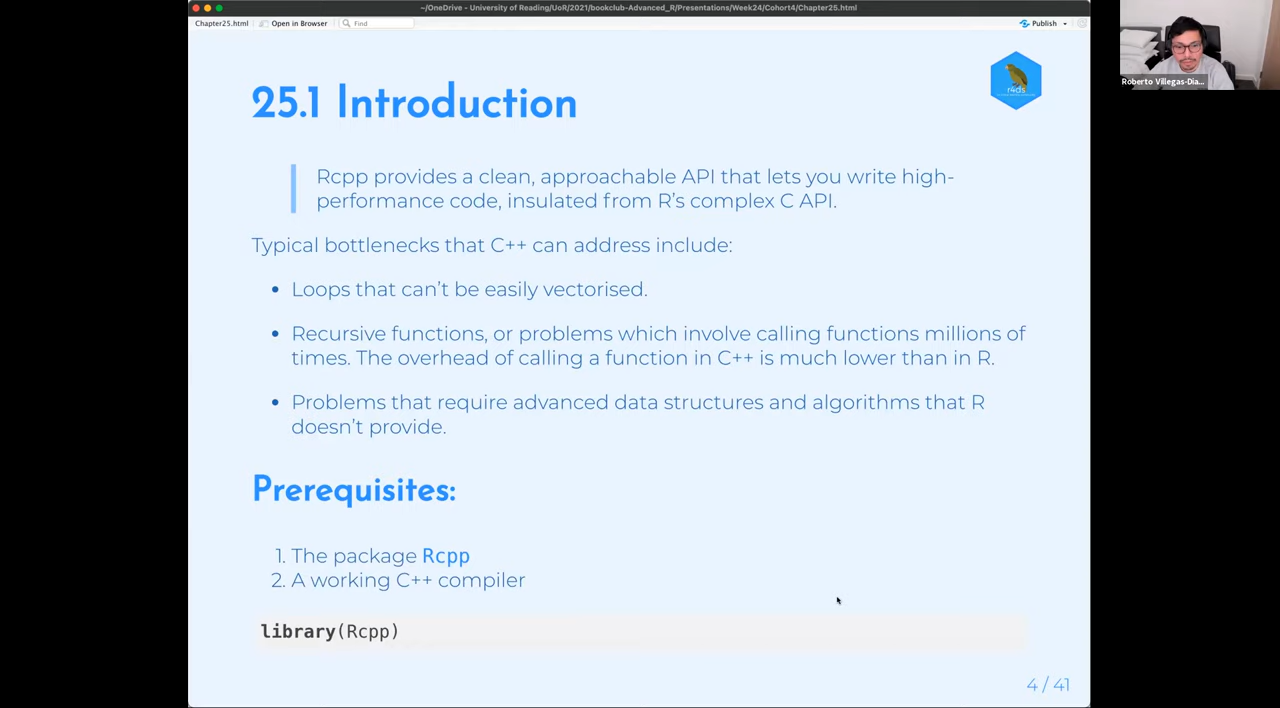 ~/OneDrive - University of Reading/UoR/2021/bookclub-Advanced_R/Presentations/Week24/Cohort4/Chapter25.html
Chapter25.html
Open in Browser
Find
Publish
Roberto Villegas-Dia...
25.1 Introduction
r4ds
Rcpp provides a clean, approachable API that lets you write high-
performance code, insulated from R's complex C API.
Typical bottlenecks that C++ can address include:
• Loops that can't be easily vectorised.
• Recursive functions, or problems which involve calling functions millions of
times. The overhead of calling a function in C++ is much lower than in R.
• Problems that require advanced data structures and algorithms that R
doesn't provide.
Prerequisites:
1. The package Rcpp
2. A working C++ compiler
library(Rcpp)
4 / 41